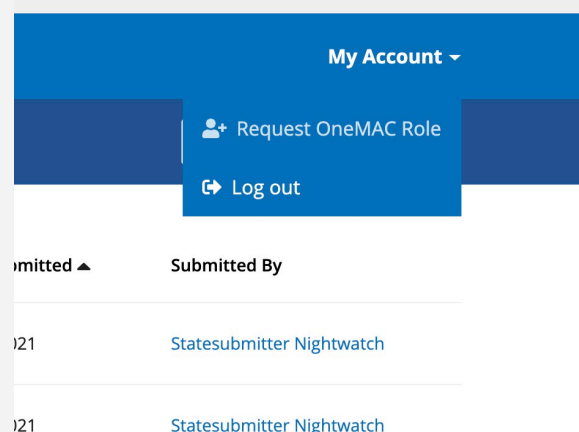 My Account
Request OneMAC Role
Log out
Submitted By
Statesubmitter Nightwatch
Statesubmitter Nightwatch